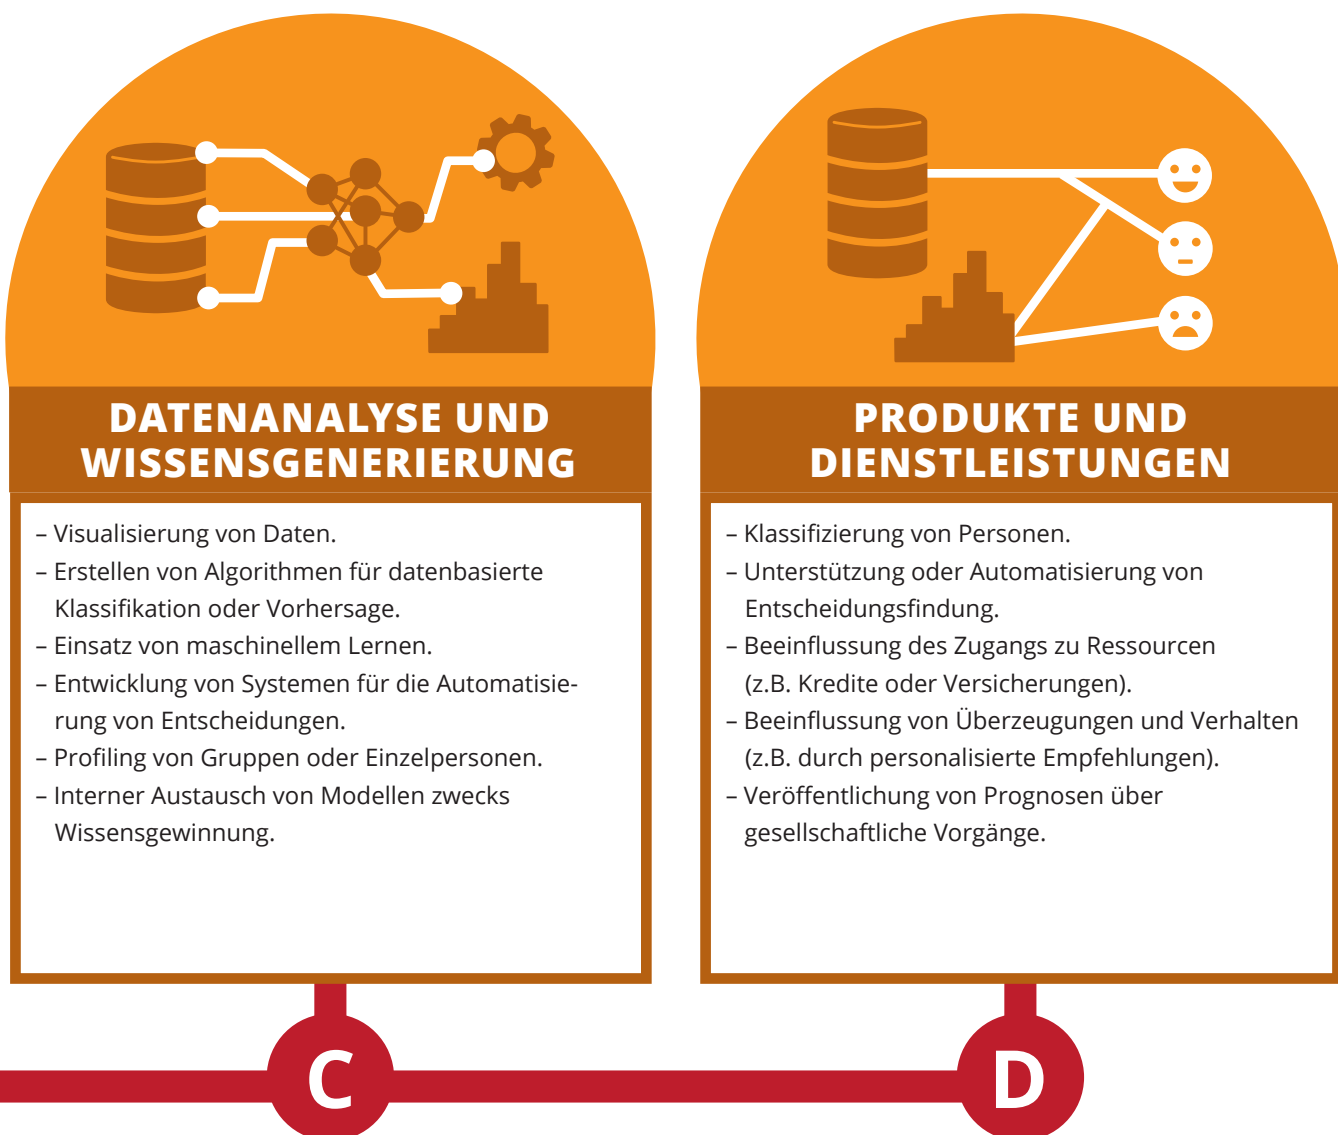 DATENANALYSE UND
WISSENSGENERIERUNG
– Visualisierung von Daten.
– Erstellen von Algorithmen für datenbasierte
Klassifikation oder Vorhersage.
– Einsatz von maschinellem Lernen.
– Entwicklung von Systemen für die Automatisie-
rung von Entscheidungen.
– Profiling von Gruppen oder Einzelpersonen.
– Interner Austausch von Modellen zwecks
Wissensgewinnung.
C
PRODUKTE UND
DIENSTLEISTUNGEN
– Klassifizierung von Personen.
– Unterstützung oder Automatisierung von
Entscheidungsfindung.
– Beeinflussung des Zugangs zu Ressourcen
(z.B. Kredite oder Versicherungen).
– Beeinflussung von Überzeugungen und Verhalten
(z.B. durch personalisierte Empfehlungen).
– Veröffentlichung von Prognosen über
gesellschaftliche Vorgänge.
D